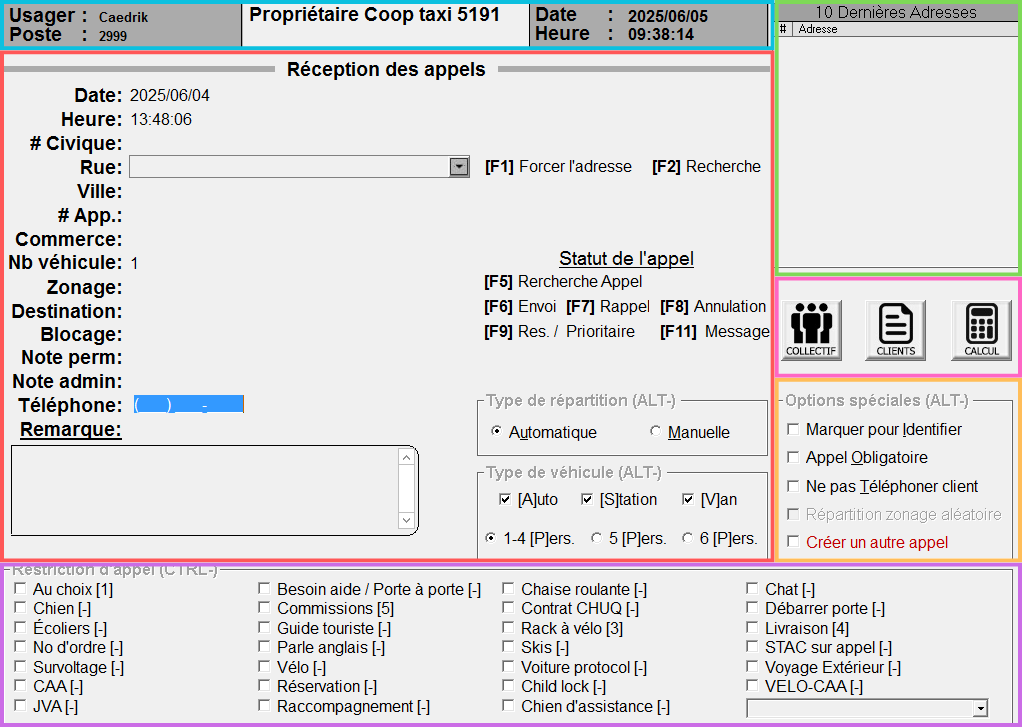 Usager : Caedrik
Poste : 2999
Propriétaire Coop taxi 5191
Date : 2025/06/05
Heure : 09:38:14
10 Dernières Adresses
# Adresse
Réception des appels
Date: 2025/06/04
Heure: 13:48:06
# Civique:
Rue: [F1] Forcer l'adresse [F2] Recherche
Ville:
# App.:
Commerce:
Nb véhicule: 1
Zonage:
Destination:
Blocage:
Note perm:
Note admin:
Téléphone: ( ) -
Remarque:
Statut de l'appel
[F5] Rercherche Appel
[F6] Envoi [F7] Rappel [F8] Annulation
[F9] Res. / Prioritaire [F11] Message
COLLECTIF CLIENTS CALCUL
Type de répartition (ALT-)
Automatique Manuelle
Type de véhicule (ALT-)
[A]uto [S]tation [V]an
1-4 [P]ers. 5 [P]ers. 6 [P]ers.
Options spéciales (ALT-)
Marquer pour Identifier
Appel Obligatoire
Ne pas Téléphoner client
Répartition zonage aléatoire
Créer un autre appel
Restriction d'appel (CTRL-)
Au choix [1] Besoin aide / Porte à porte [-] Chaise roulante [-] Chat [-]
Chien [-] Commissions [5] Contrat CHUQ [-] Débarrer porte [-]
Écoliers [-] Guide touriste [-] Rack à vélo [3] Livraison [4]
No d'ordre [-] Parle anglais [-] Skis [-] STAC sur appel [-]
Survoltage [-] Vélo [-] Voiture protocol [-] Voyage Extérieur [-]
CAA [-] Réservation [-] Child lock [-] VELO-CAA [-]
JVA [-] Raccompagnement [-] Chien d'assistance [-]